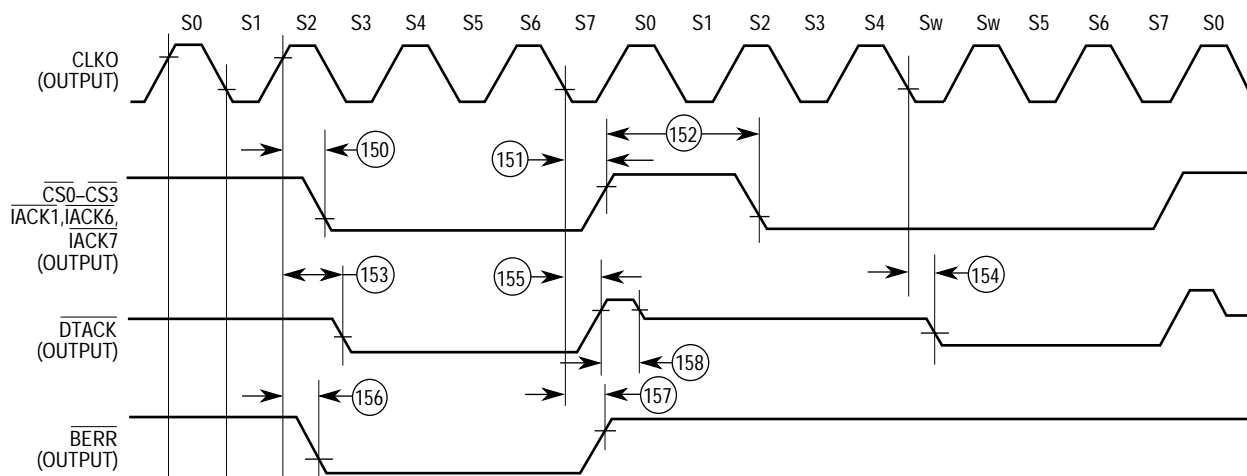 S0 S1 S2 S3 S4 S5 S6 S7 S0 S1 S2 S3 S4 Sw Sw S5 S6 S7 S0
CLKO
(OUTPUT)
150
151
152
CS0–CS3
IACK1,IACK6,
IACK7
(OUTPUT)
153
155
154
DTACK
(OUTPUT)
158
156
157
BERR
(OUTPUT)